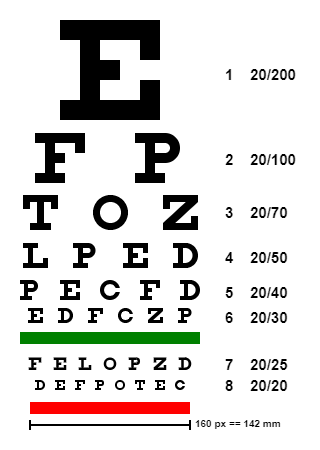 E 1 20/200
F P 2 20/100
T O Z 3 20/70
L P E D 4 20/50
P E C F D 5 20/40
E D F C Z P 6 20/30
F E L O P Z D 7 20/25
D E F P O T E C 8 20/20
160 px == 142 mm